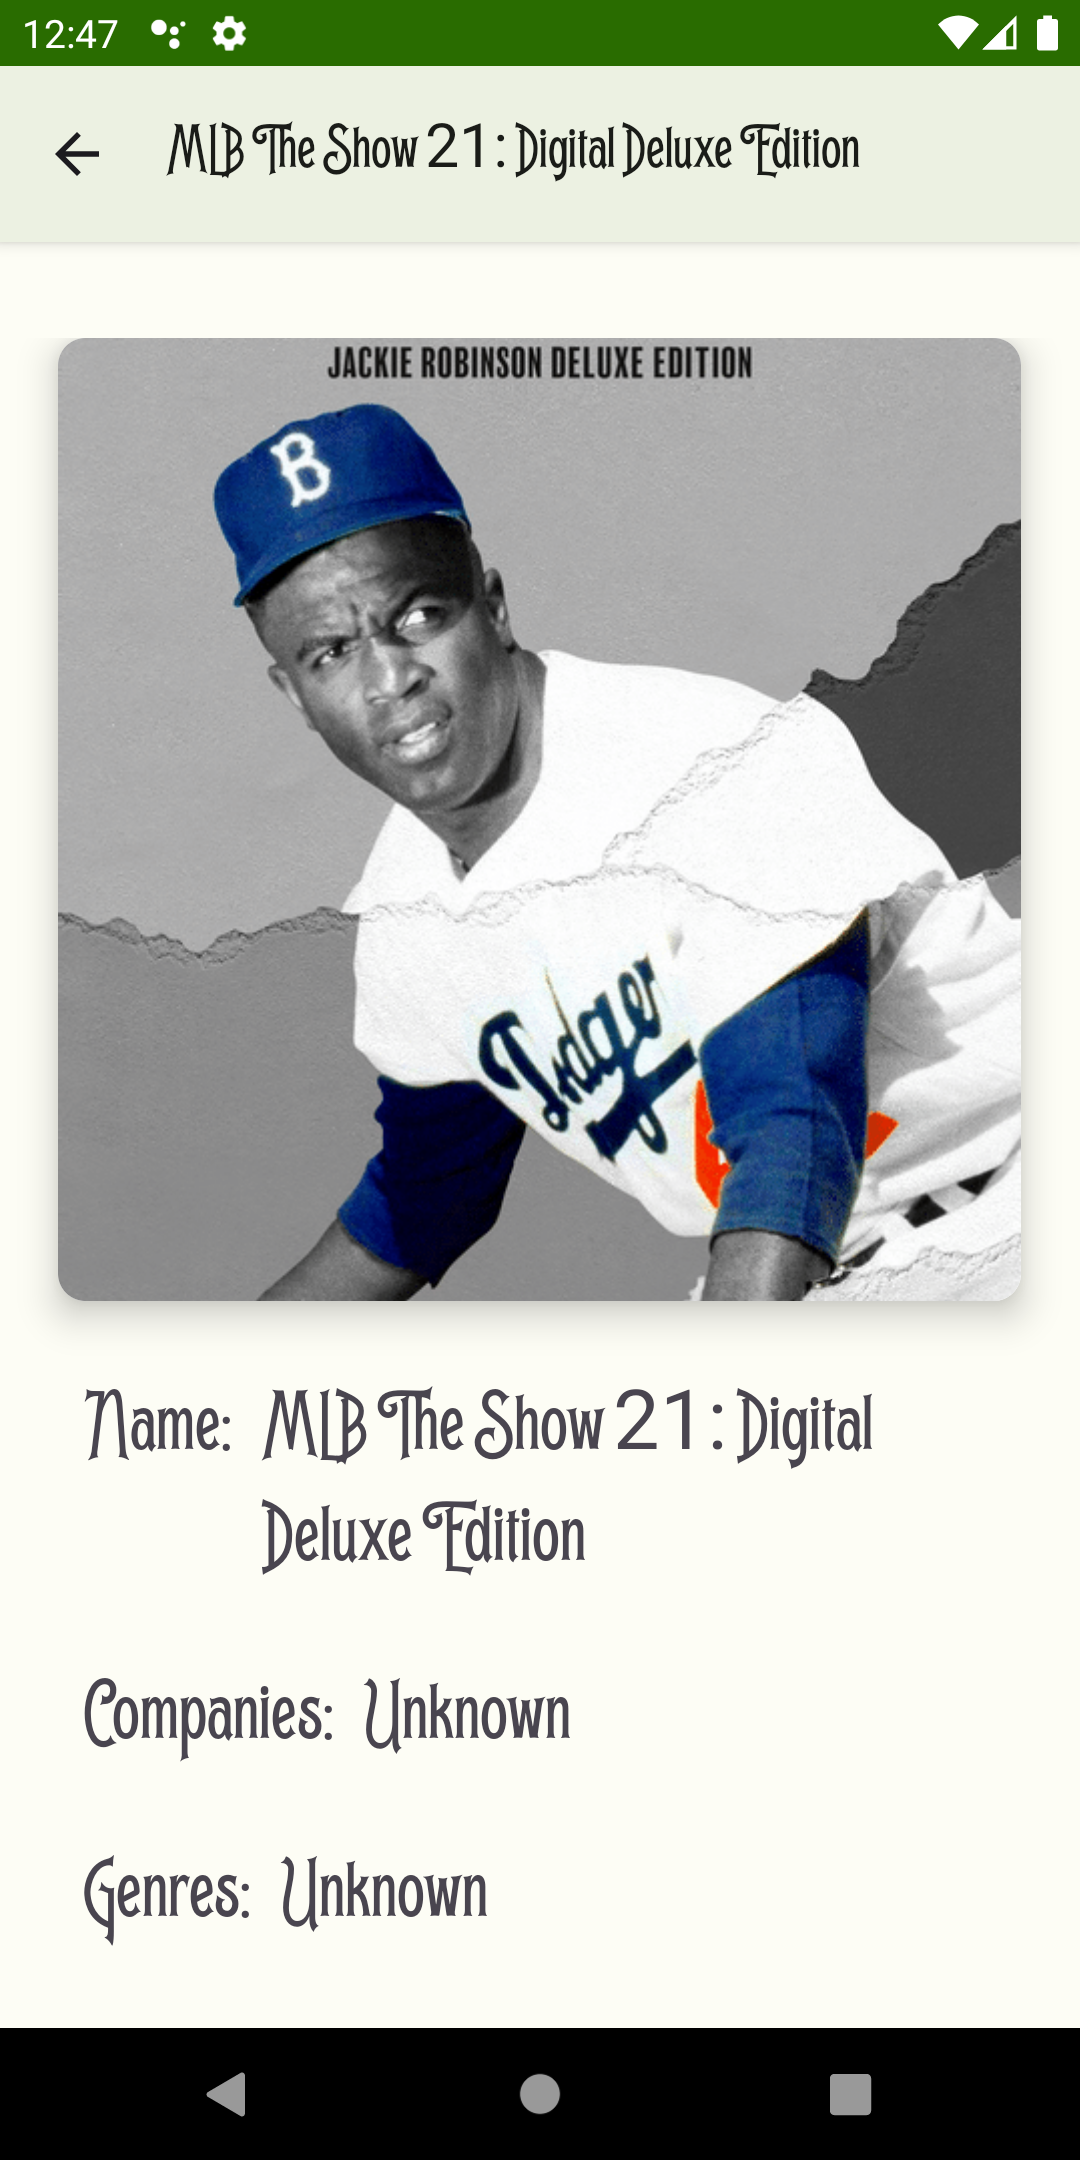 12:47
MLB The Show 21: Digital Deluxe Edition
JACKIE ROBINSON DELUXE EDITION
B
Dodger
Name: MLB The Show 21: Digital
Deluxe Edition
Companies: Unknown
Genres: Unknown